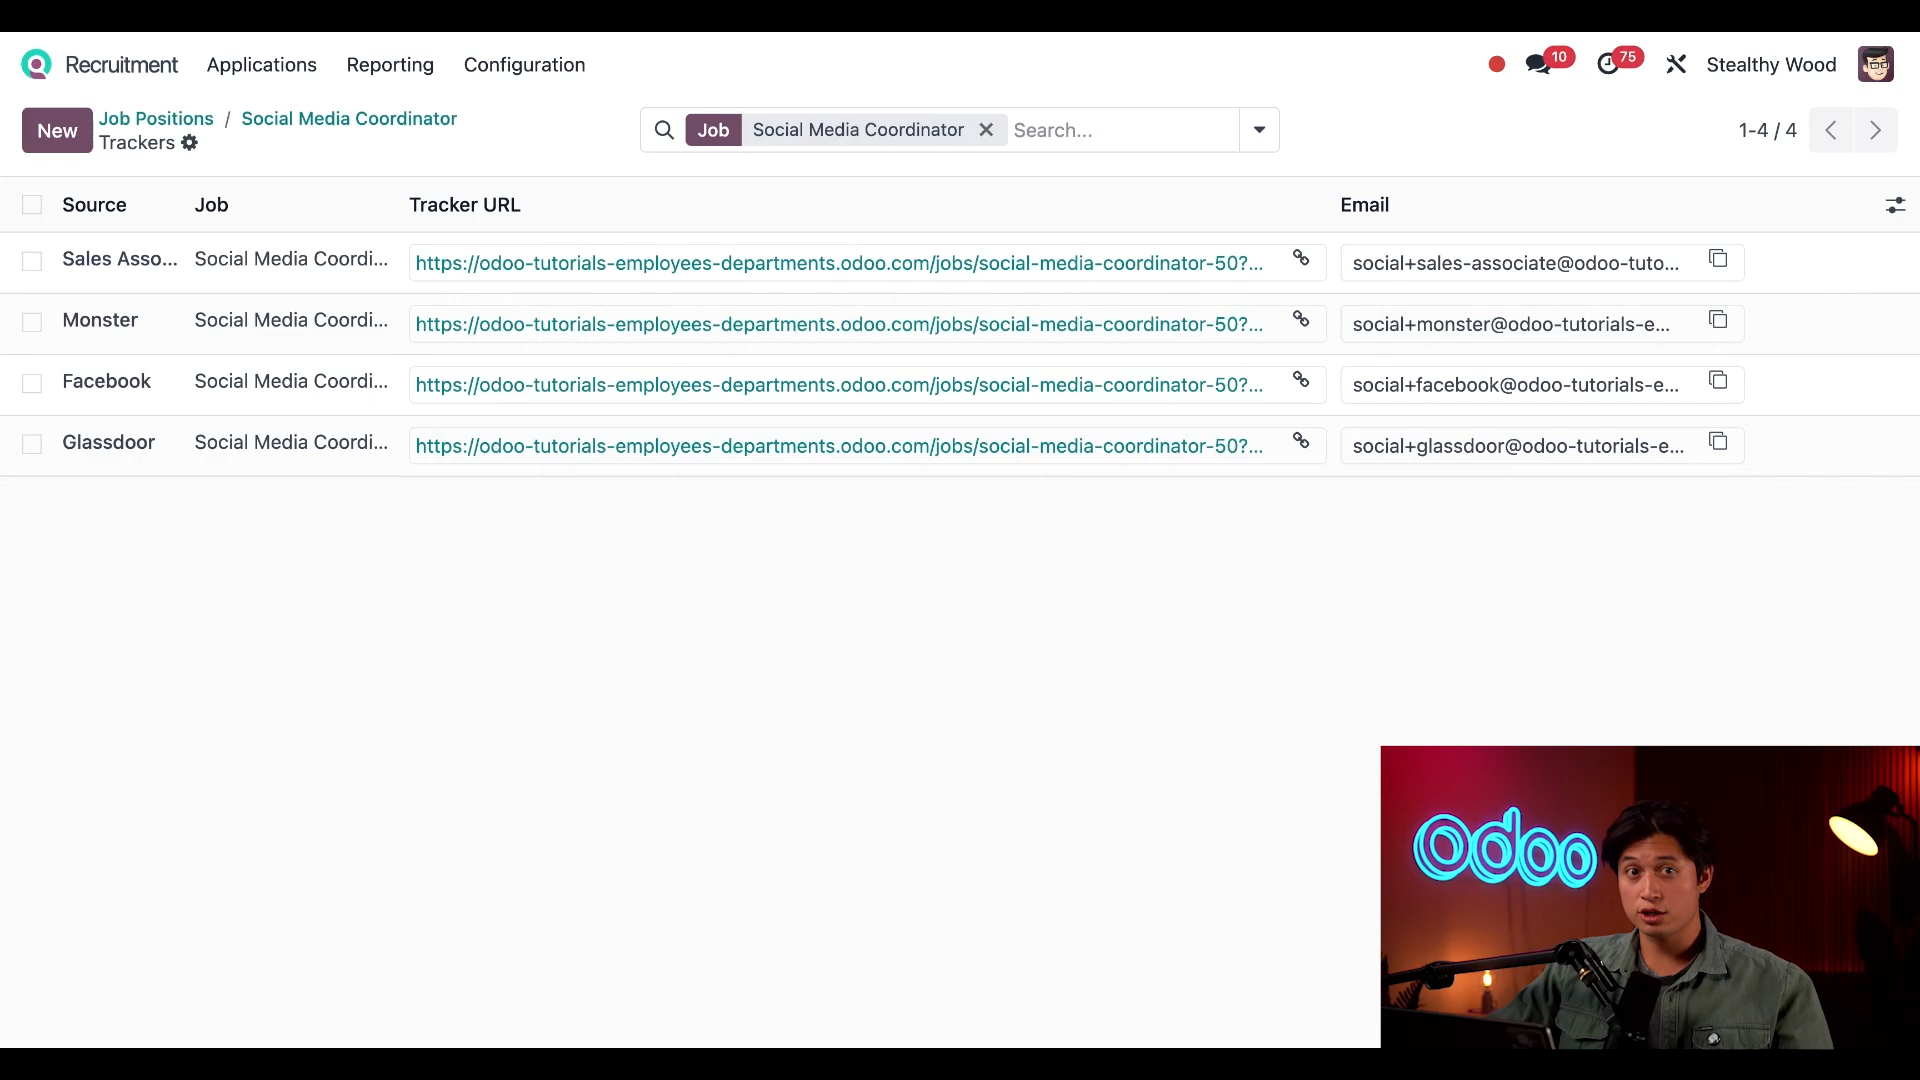 Recruitment Applications Reporting Configuration 10 75 Stealthy Wood
New Job Positions / Social Media Coordinator Job Social Media Coordinator Search... 1-4 / 4
Trackers
Source Job Tracker URL Email
Sales Asso... Social Media Coordi... https://odoo-tutorials-employees-departments.odoo.com/jobs/social-media-coordinator-50?... social+sales-associate@odoo-tuto...
Monster Social Media Coordi... https://odoo-tutorials-employees-departments.odoo.com/jobs/social-media-coordinator-50?... social+monster@odoo-tutorials-e...
Facebook Social Media Coordi... https://odoo-tutorials-employees-departments.odoo.com/jobs/social-media-coordinator-50?... social+facebook@odoo-tutorials-e...
Glassdoor Social Media Coordi... https://odoo-tutorials-employees-departments.odoo.com/jobs/social-media-coordinator-50?... social+glassdoor@odoo-tutorials-e...
odoo